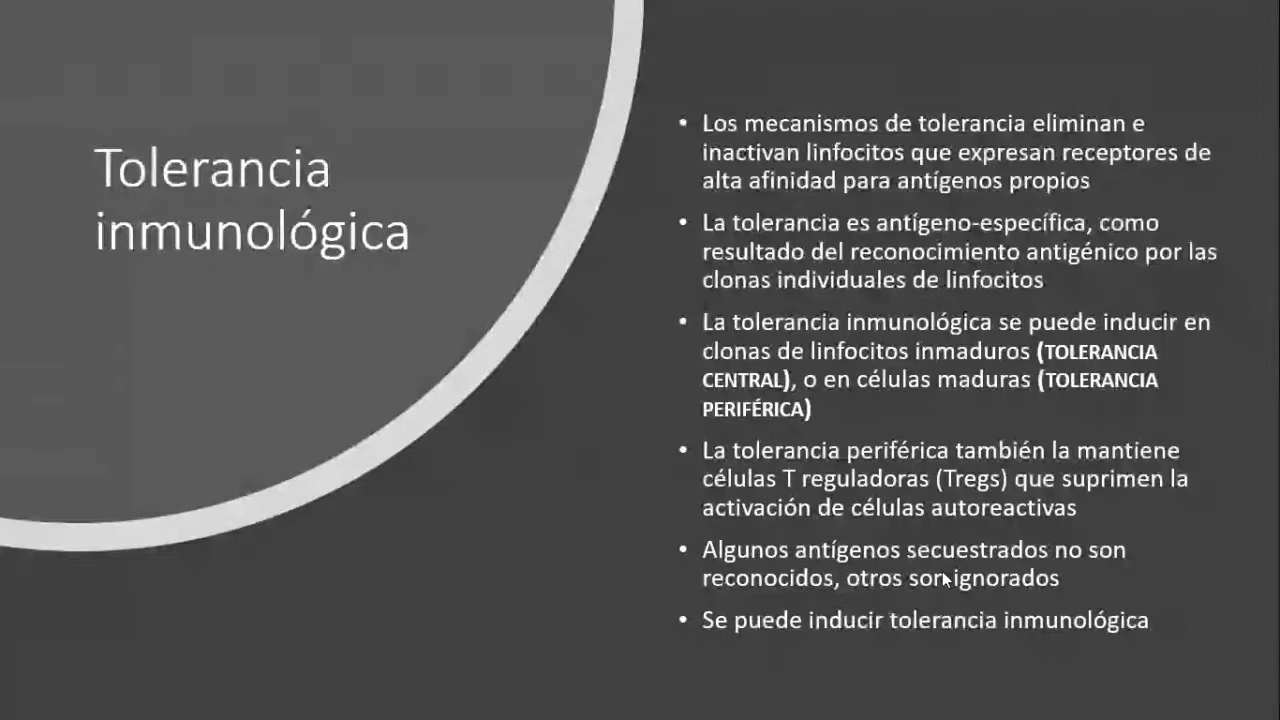 Tolerancia
inmunológica
• Los mecanismos de tolerancia eliminan e
inactivan linfocitos que expresan receptores de
alta afinidad para antígenos propios
• La tolerancia es antígeno-específica, como
resultado del reconocimiento antigénico por las
clonas individuales de linfocitos
• La tolerancia inmunológica se puede inducir en
clonas de linfocitos inmaduros (TOLERANCIA
CENTRAL), o en células maduras (TOLERANCIA
PERIFÉRICA)
• La tolerancia periférica también la mantiene
células T reguladoras (Tregs) que suprimen la
activación de células autoreactivas
• Algunos antígenos secuestrados no son
reconocidos, otros son ignorados
• Se puede inducir tolerancia inmunológica